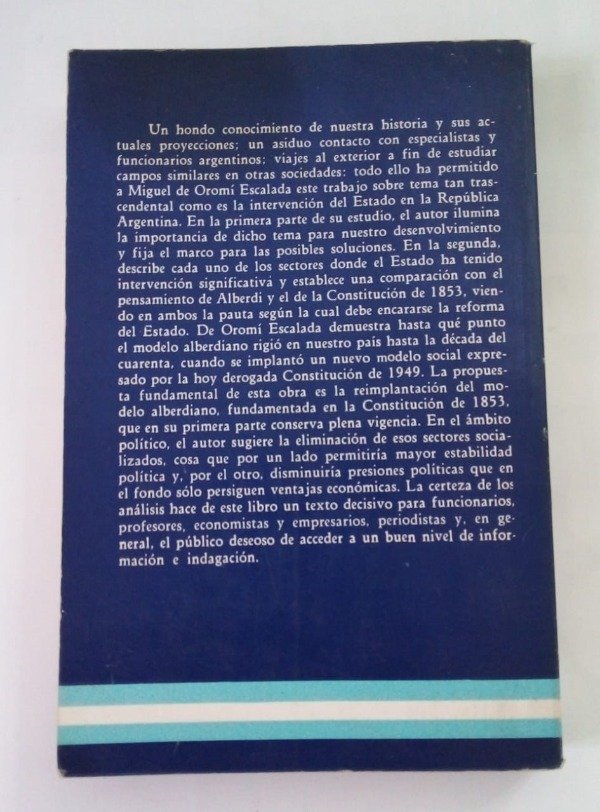 Un hondo conocimiento de nuestra historia y sus ac-
tuales proyecciones; un asiduo contacto con especialistas y
funcionarios argentinos; viajes al exterior a fin de estudiar
campos similares en otras sociedades: todo ello ha permitido
a Miguel de Oromí Escalada este trabajo sobre tema tan tras-
cendental como es la intervención del Estado en la República
Argentina. En la primera parte de su estudio, el autor ilumina
la importancia de dicho tema para nuestro desenvolvimiento
y fija el marco para las posibles soluciones. En la segunda,
describe cada uno de los sectores donde el Estado ha tenido
intervención significativa y establece una comparación con el
pensamiento de Alberdi y el de la Constitución de 1853, vien-
do en ambos la pauta según la cual debe encararse la reforma
del Estado. De Oromí Escalada demuestra hasta qué punto
el modelo alberdiano rigió en nuestro país hasta la década del
cuarenta, cuando se implantó un nuevo modelo social expre-
sado por la hoy derogada Constitución de 1949. La propues-
ta fundamental de esta obra es la reimplantación del mo-
delo alberdiano, fundamentada en la Constitución de 1853,
que en su primera parte conserva plena vigencia. En el ámbito
político, el autor sugiere la eliminación de esos sectores socia-
lizados, cosa que por un lado permitiría mayor estabilidad
política y, por el otro, disminuiría presiones políticas que en
el fondo sólo persiguen ventajas económicas. La certeza de los
análisis hace de este libro un texto decisivo para funcionarios,
profesores, economistas y empresarios, periodistas y, en ge-
neral, el público deseoso de acceder a un buen nivel de infor-
mación e indagación.